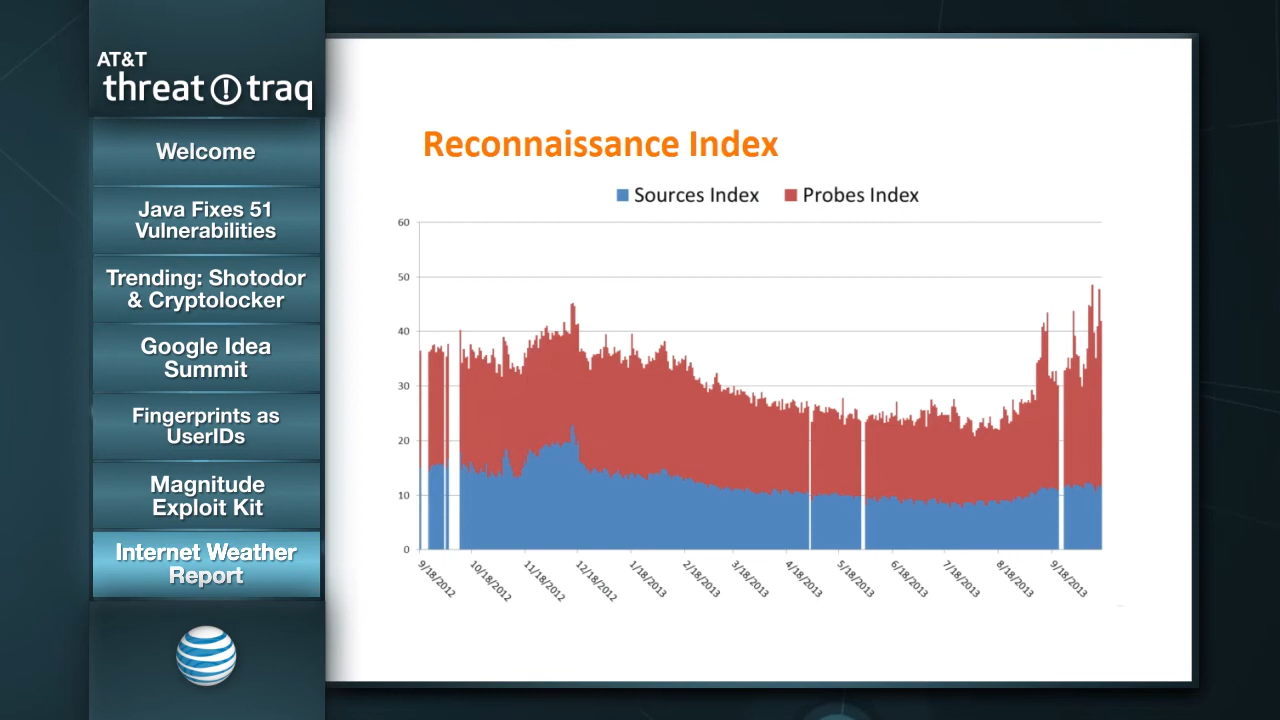 AT&T
threat traq
Welcome
Java Fixes 51
Vulnerabilities
Trending: Shotodor
& Cryptolocker
Google Idea
Summit
Fingerprints as
UserIDs
Magnitude
Exploit Kit
Internet Weather
Report
Reconnaissance Index
Sources Index
Probes Index
60
50
40
30
20
10
0
9/18/2012
10/18/2012
11/18/2012
12/18/2012
1/18/2013
2/18/2013
3/18/2013
4/18/2013
5/18/2013
6/18/2013
7/18/2013
8/18/2013
9/18/2013